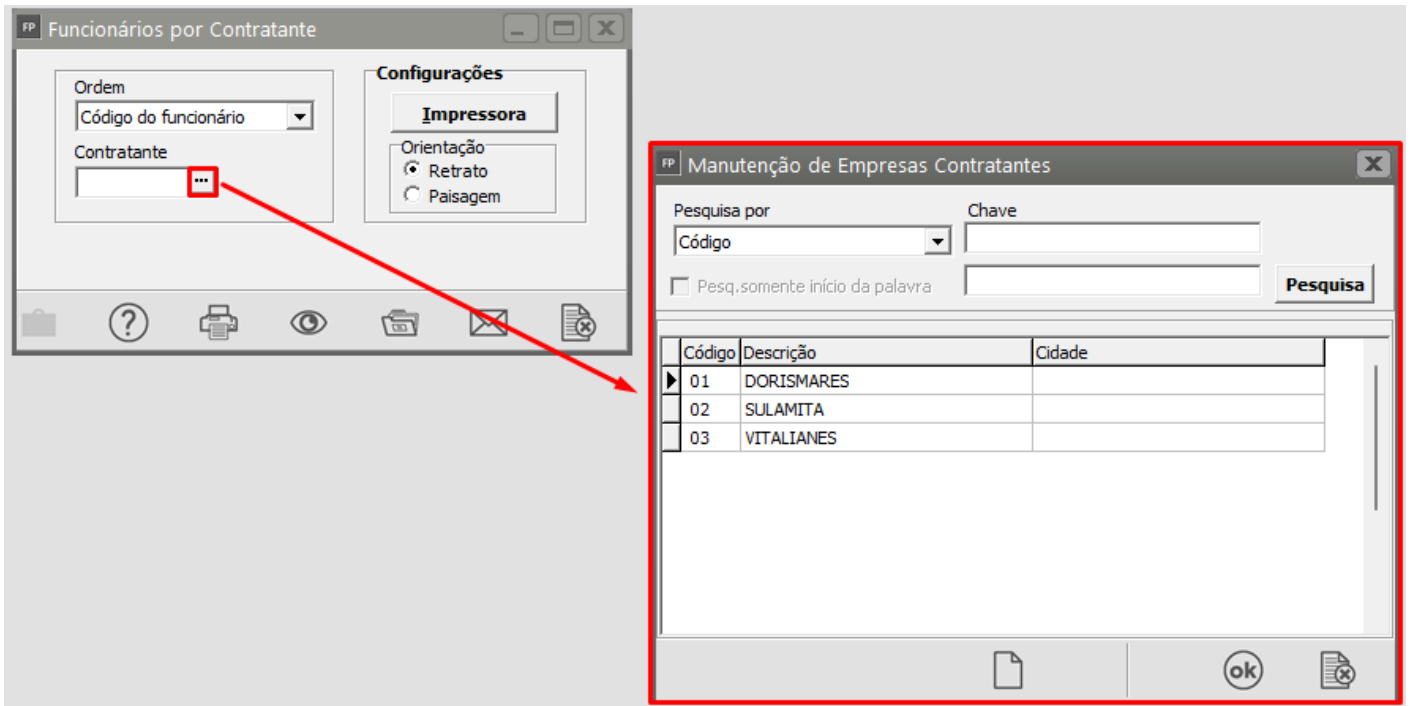 FP Funcionários por Contratante
Ordem
Código do funcionário
Contratante
...
Configurações
Impressora
Orientação
Retrato
Paisagem
?
FP Manutenção de Empresas Contratantes
Pesquisa por
Chave
Código
Pesq.somente início da palavra
Pesquisa
Código Descrição Cidade
01 DORISMARES
02 SULAMITA
03 VITALIANES
ok